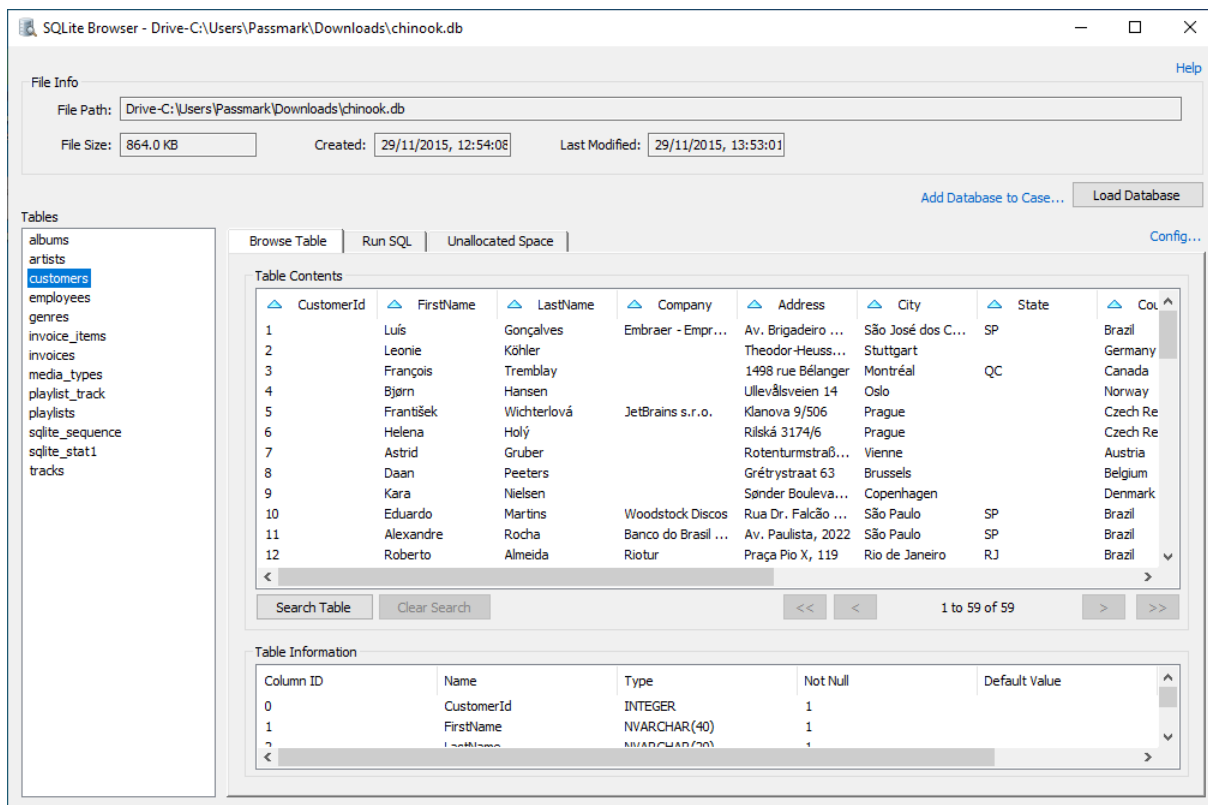 SQLite Browser - Drive-C:\Users\Passmark\Downloads\chinook.db
Help
File Info
File Path: Drive-C:\Users\Passmark\Downloads\chinook.db
File Size: 864.0 KB Created: 29/11/2015, 12:54:08 Last Modified: 29/11/2015, 13:53:01
Add Database to Case... Load Database
Tables
albums
artists
customers
employees
genres
invoice_items
invoices
media_types
playlist_track
playlists
sqlite_sequence
sqlite_stat1
tracks
Browse Table Run SQL Unallocated Space Config...
Table Contents
CustomerId FirstName LastName Company Address City State Cou
1 Luís Gonçalves Embraer - Empr... Av. Brigadeiro ... São José dos C... SP Brazil
2 Leonie Köhler Theodor-Heuss... Stuttgart Germany
3 François Tremblay 1498 rue Bélanger Montréal QC Canada
4 Bjørn Hansen Ullevålsveien 14 Oslo Norway
5 František Wichterlová JetBrains s.r.o. Klanova 9/506 Prague Czech Re
6 Helena Holý Rilská 3174/6 Prague Czech Re
7 Astrid Gruber Rotenturmstraß... Vienne Austria
8 Daan Peeters Grétrystraat 63 Brussels Belgium
9 Kara Nielsen Sønder Bouleva... Copenhagen Denmark
10 Eduardo Martins Woodstock Discos Rua Dr. Falcão ... São Paulo SP Brazil
11 Alexandre Rocha Banco do Brasil ... Av. Paulista, 2022 São Paulo SP Brazil
12 Roberto Almeida Riotur Praça Pio X, 119 Rio de Janeiro RJ Brazil
Search Table Clear Search << < 1 to 59 of 59 > >>
Table Information
Column ID Name Type Not Null Default Value
0 CustomerId INTEGER 1
1 FirstName NVARCHAR(40) 1
2 LastName NVARCHAR(20) 1